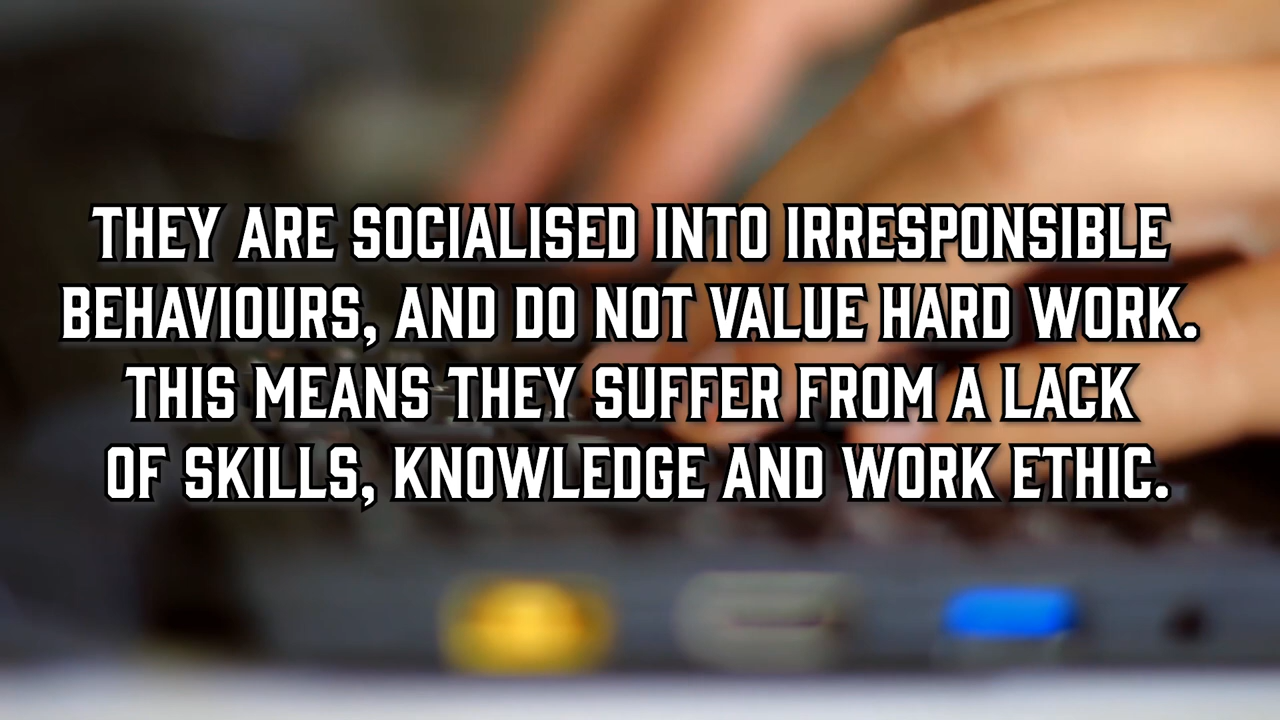 THEY ARE SOCIALISED INTO IRRESPONSIBLE
BEHAVIOURS, AND DO NOT VALUE HARD WORK.
THIS MEANS THEY SUFFER FROM A LACK
OF SKILLS, KNOWLEDGE AND WORK ETHIC.